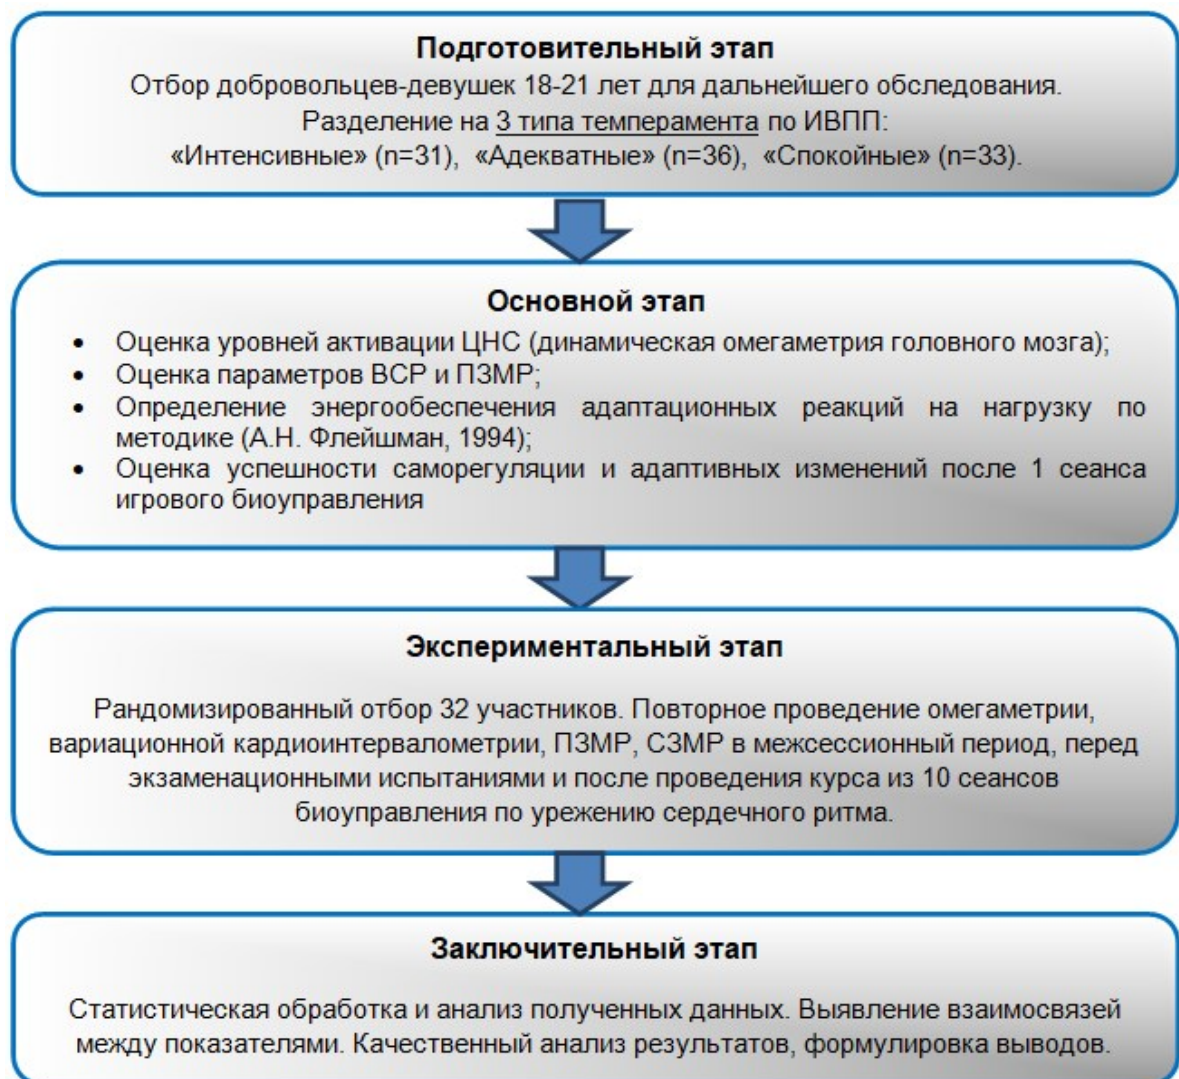 Подготовительный этап
Отбор добровольцев-девушек 18-21 лет для дальнейшего обследования.
Разделение на 3 типа темперамента по ИВПП:
«Интенсивные» (n=31), «Адекватные» (n=36), «Спокойные» (n=33).
Основной этап
• Оценка уровней активации ЦНС (динамическая омегаметрия головного мозга);
• Оценка параметров ВСР и ПЗМР;
• Определение энергообеспечения адаптационных реакций на нагрузку по
методике (А.Н. Флейшман, 1994);
• Оценка успешности саморегуляции и адаптивных изменений после 1 сеанса
игрового биоуправления
Экспериментальный этап
Рандомизированный отбор 32 участников. Повторное проведение омегаметрии,
вариационной кардиоинтервалометрии, ПЗМР, СЗМР в межсессионный период, перед
экзаменационными испытаниями и после проведения курса из 10 сеансов
биоуправления по урежению сердечного ритма.
Заключительный этап
Статистическая обработка и анализ полученных данных. Выявление взаимосвязей
между показателями. Качественный анализ результатов, формулировка выводов.